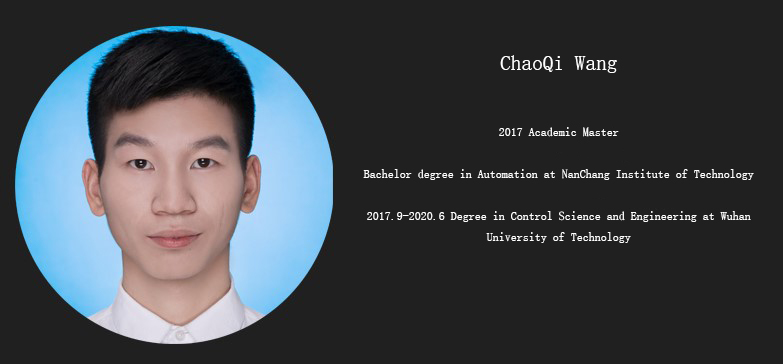 ChaoQi Wang
2017 Academic Master
Bachelor degree in Automation at NanChang Institute of Technology
2017.9-2020.6 Degree in Control Science and Engineering at Wuhan
University of Technology